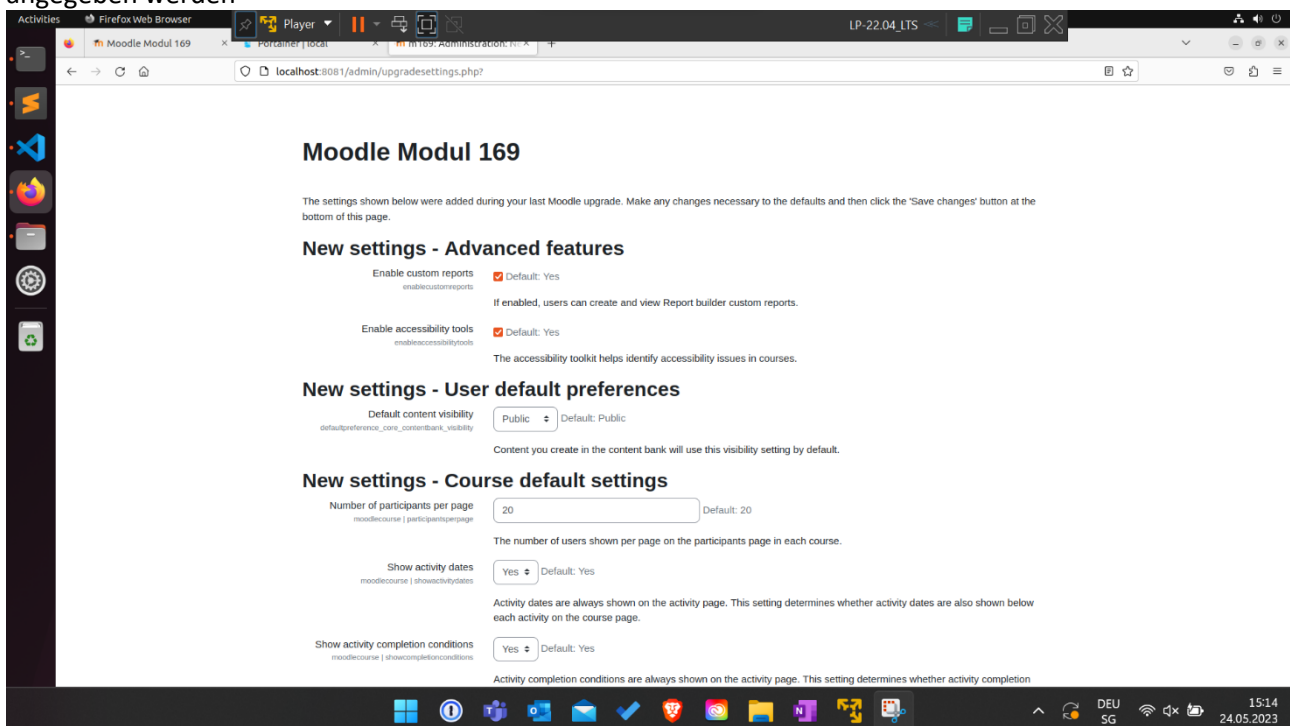 angegeben werden
Activities
Firefox Web Browser
Player
LP-22.04_LTS
Moodle Modul 169
Portainer | local
m169: Administration: Ne
localhost:8081/admin/upgradesettings.php?
Moodle Modul 169
The settings shown below were added during your last Moodle upgrade. Make any changes necessary to the defaults and then click the 'Save changes' button at the
bottom of this page.
New settings - Advanced features
Enable custom reports
Default: Yes
enablecustomreports
If enabled, users can create and view Report builder custom reports.
Enable accessibility tools
Default: Yes
enableaccessibilitytools
The accessibility toolkit helps identify accessibility issues in courses.
New settings - User default preferences
Default content visibility
Public
Default: Public
defaultpreference_core_contentbank_visibility
Content you create in the content bank will use this visibility setting by default.
New settings - Course default settings
Number of participants per page
20
Default: 20
moodlecourse | participantsperpage
The number of users shown per page on the participants page in each course.
Show activity dates
Yes
Default: Yes
moodlecourse | showactivitydates
Activity dates are always shown on the activity page. This setting determines whether activity dates are also shown below
each activity on the course page.
Show activity completion conditions
Yes
Default: Yes
moodlecourse | showcompletionconditions
Activity completion conditions are always shown on the activity page. This setting determines whether activity completion
DEU
SG
15:14
24.05.2023